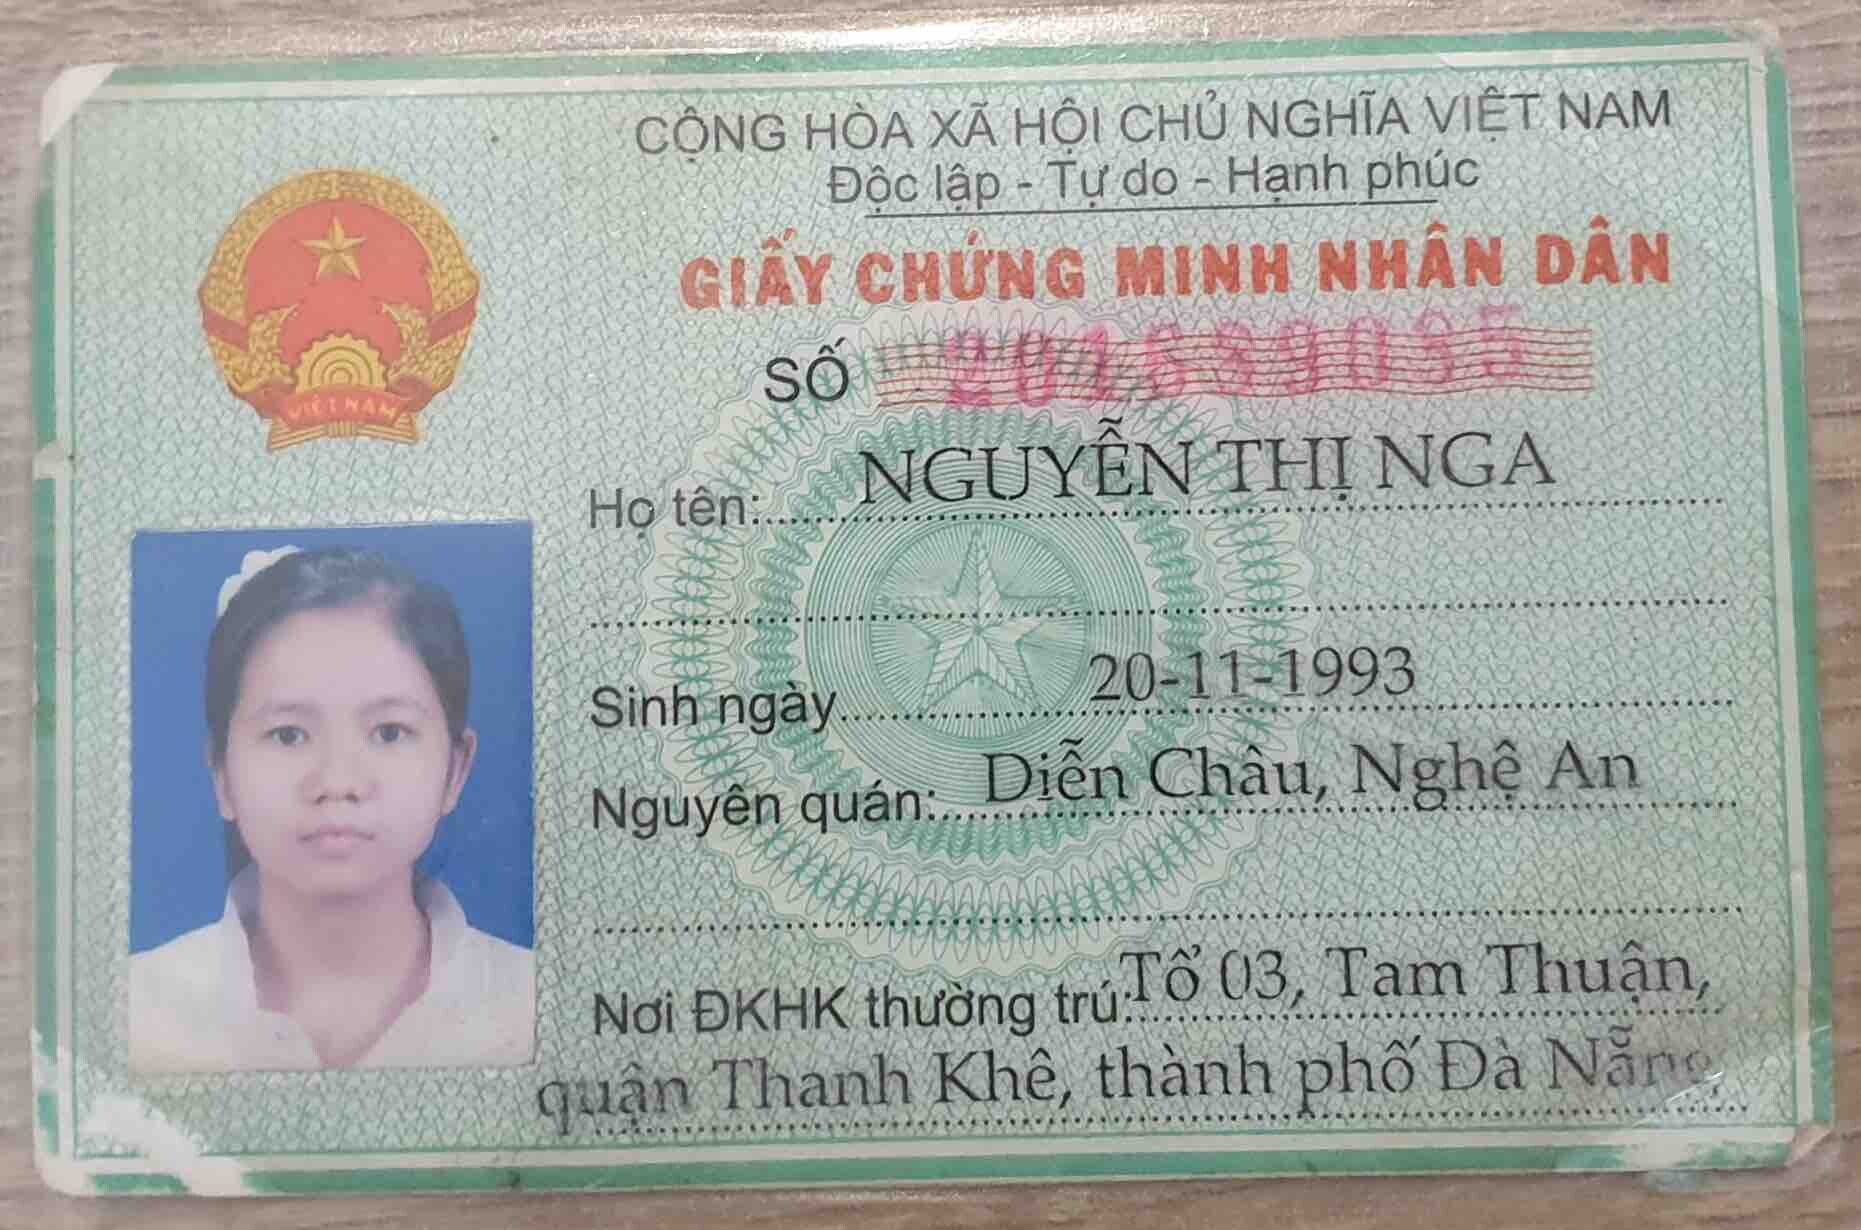 CỘNG HÒA XÃ HỘI CHỦ NGHĨA VIỆT NAM
Độc lập - Tự do - Hạnh phúc
GIẤY CHỨNG MINH NHÂN DÂN
SỐ
VIỆT NAM
Họ tên: NGUYỄN THỊ NGA
Sinh ngày 20-11-1993
Nguyên quán: Diễn Châu, Nghệ An
Nơi ĐKHK thường trú: Tổ 03, Tam Thuận,
quận Thanh Khê, thành phố Đà Nẵng,